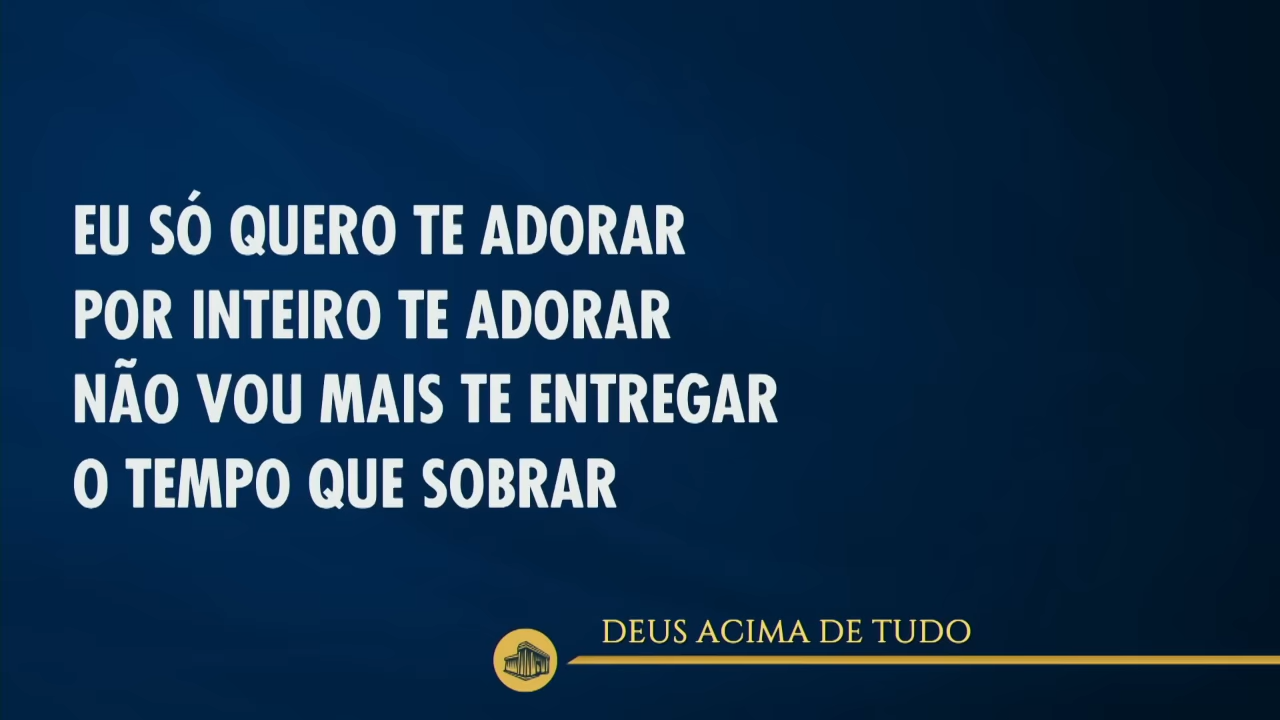 EU SÓ QUERO TE ADORAR
POR INTEIRO TE ADORAR
NÃO VOU MAIS TE ENTREGAR
O TEMPO QUE SOBRAR
DEUS ACIMA DE TUDO